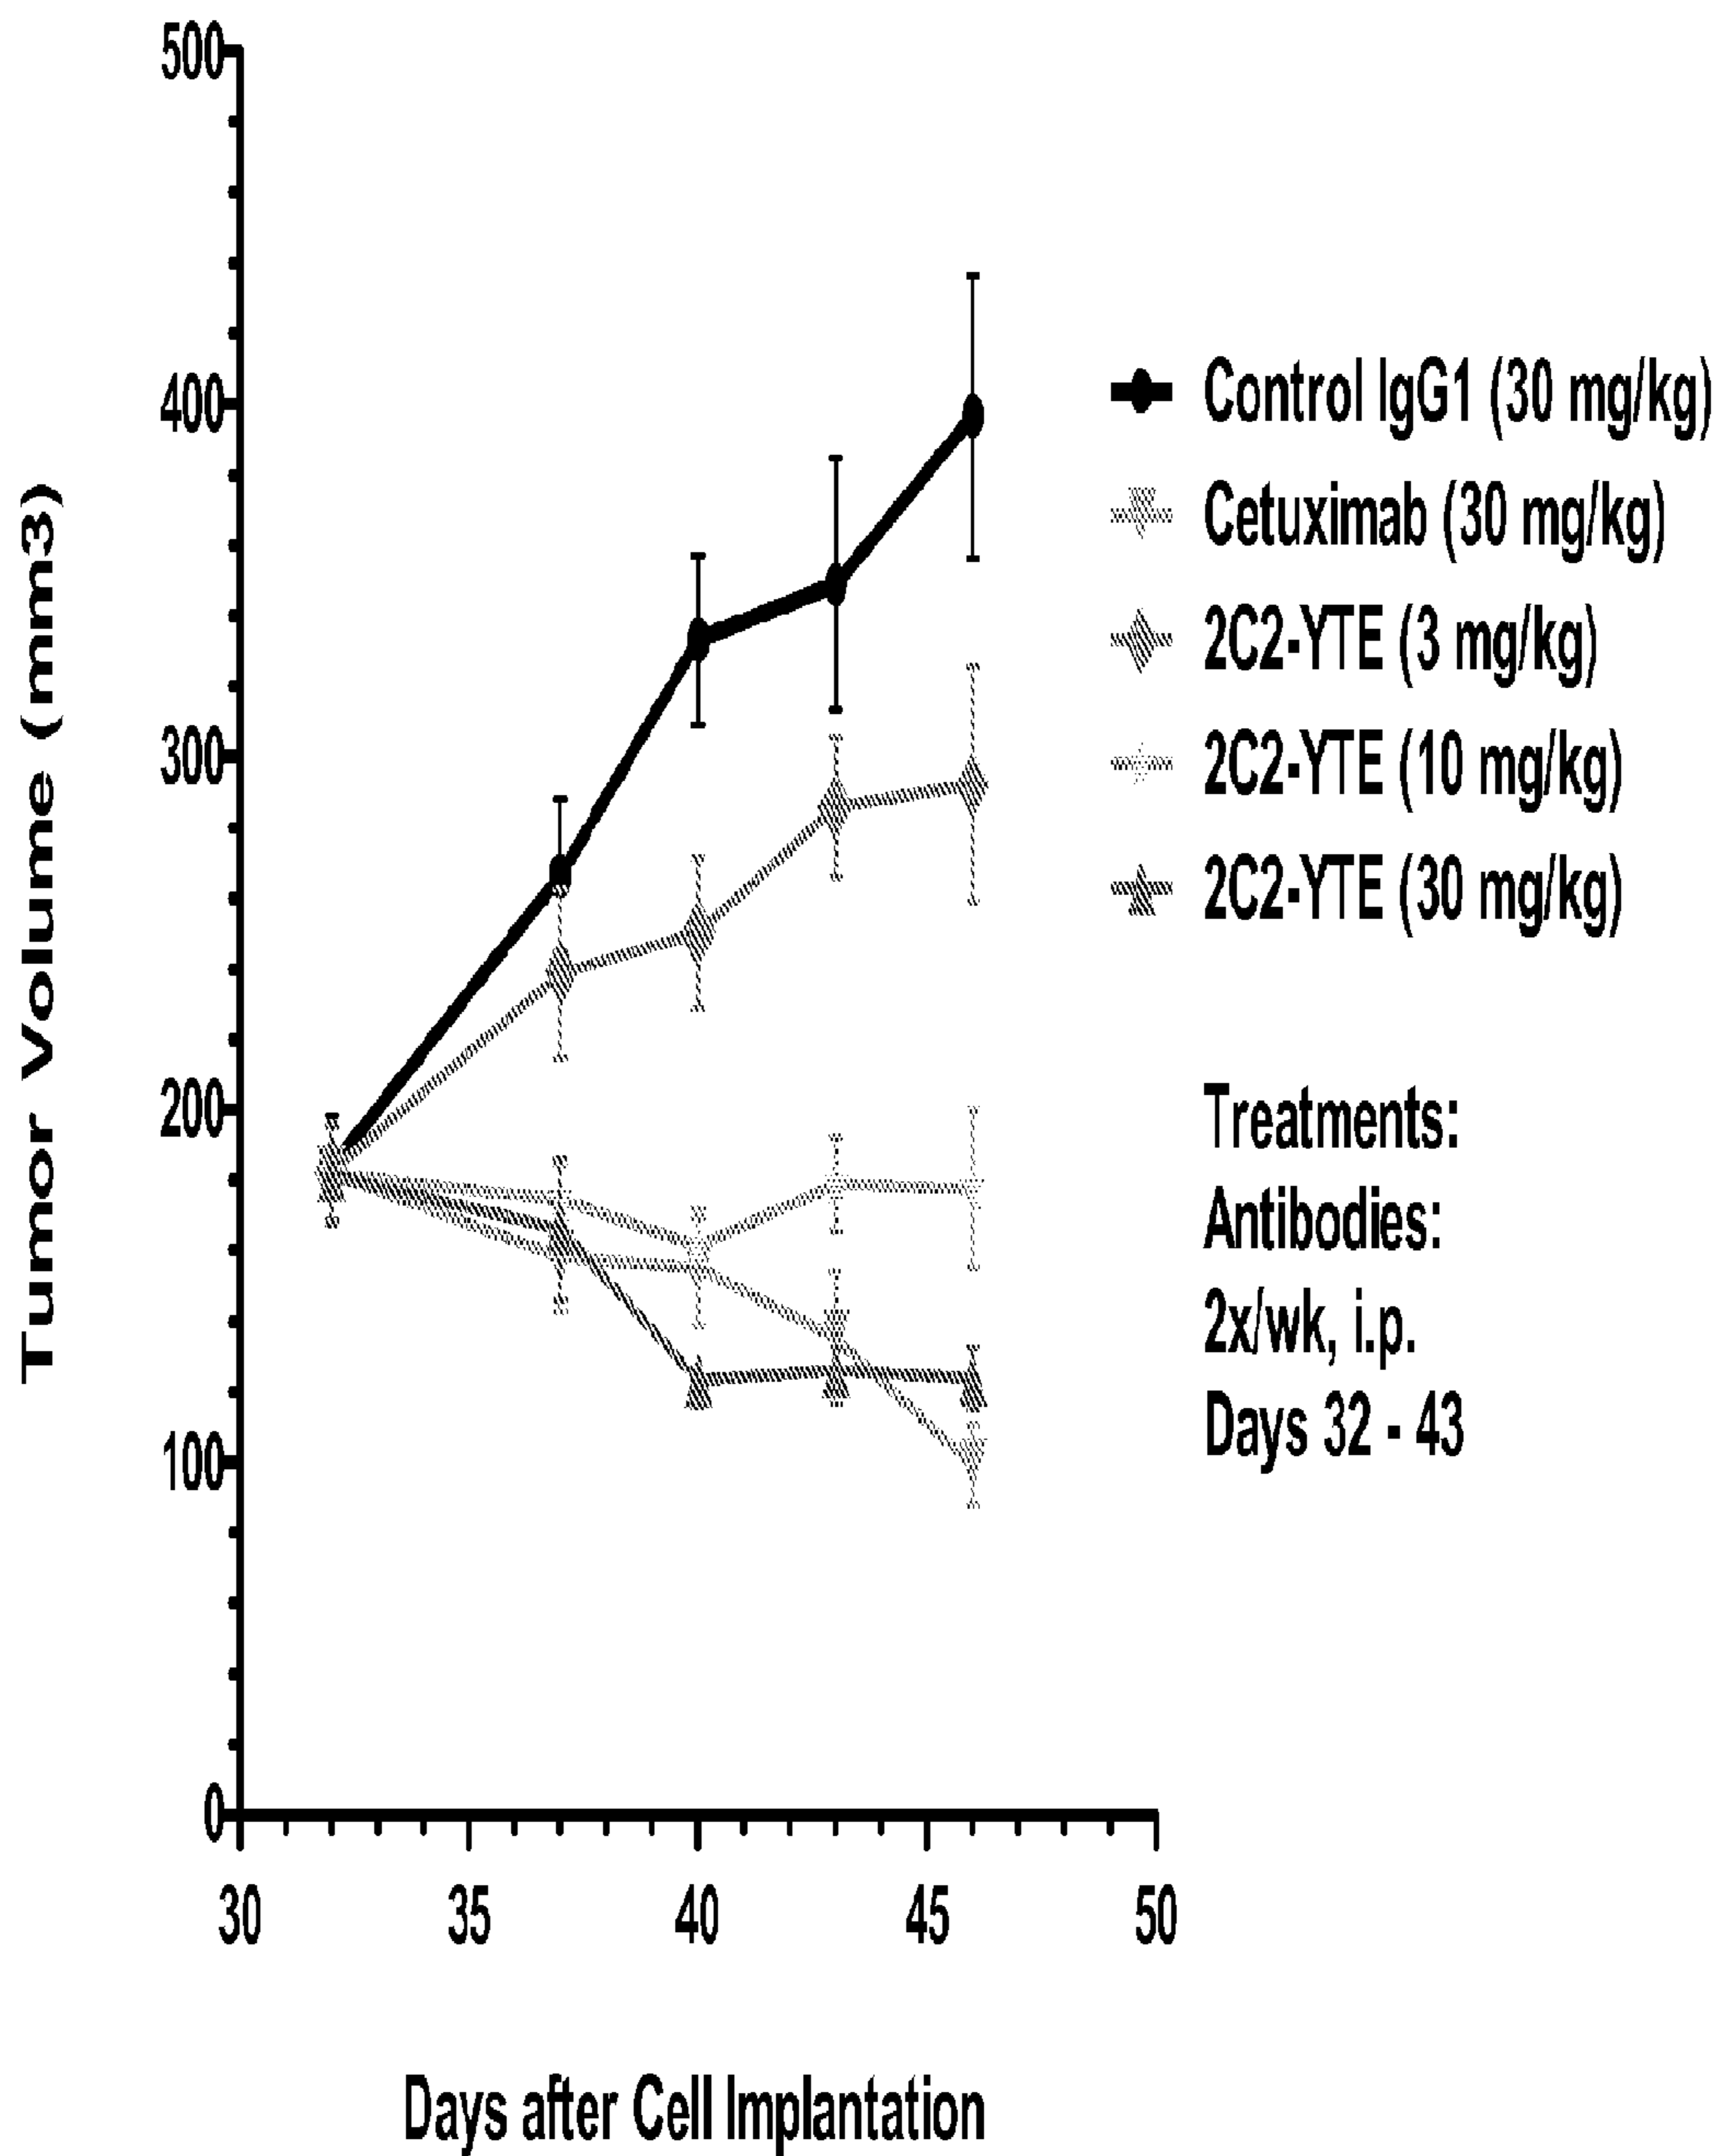 Tumor Volume (mm3)
500
400
300
200
100
0
30 35 40 45 50
Days after Cell Implantation
Control IgG1 (30 mg/kg)
Cetuximab (30 mg/kg)
2C2-YTE (3 mg/kg)
2C2-YTE (10 mg/kg)
2C2-YTE (30 mg/kg)
Treatments:
Antibodies:
2x/wk, i.p.
Days 32 - 43